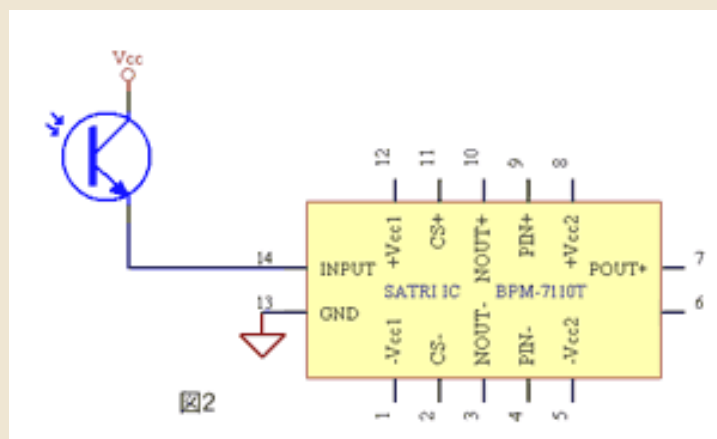 Vcc
12
11
10
9
8
+Vcc1
CS+
NOUT+
PIN+
+Vcc2
14
INPUT
POUT+
7
SATRI IC
BPM-7110T
13
GND
6
-Vcc1
CS-
NOUT-
PIN-
-Vcc2
1
2
3
4
5
図2